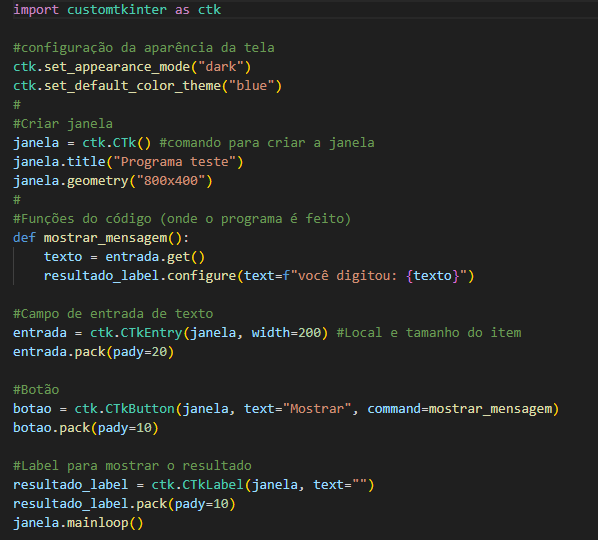 import customtkinter as ctk
#configuração da aparência da tela
ctk.set_appearance_mode("dark")
ctk.set_default_color_theme("blue")
#
#Criar janela
janela = ctk.CTk() #comando para criar a janela
janela.title("Programa teste")
janela.geometry("800x400")
#
#Funções do código (onde o programa é feito)
def mostrar_mensagem():
    texto = entrada.get()
    resultado_label.configure(text=f"você digitou: {texto}")
#Campo de entrada de texto
entrada = ctk.CTkEntry(janela, width=200) #Local e tamanho do item
entrada.pack(pady=20)
#Botão
botao = ctk.CTkButton(janela, text="Mostrar", command=mostrar_mensagem)
botao.pack(pady=10)
#Label para mostrar o resultado
resultado_label = ctk.CTkLabel(janela, text="")
resultado_label.pack(pady=10)
janela.mainloop()